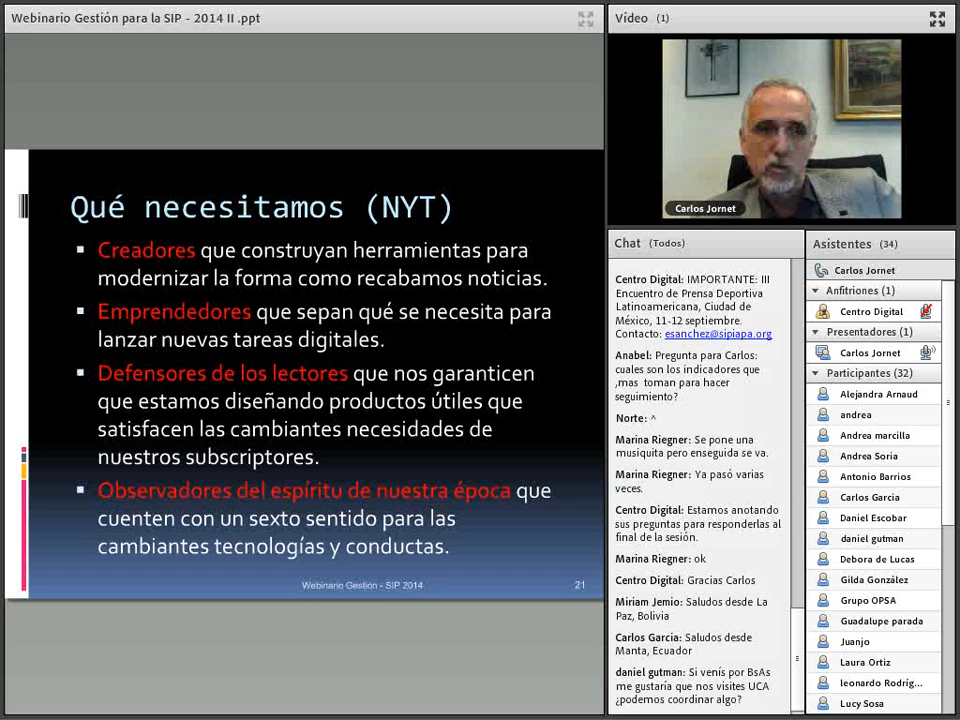 Webinario Gestión para la SIP - 2014 II .ppt
Qué necesitamos (NYT)
Creadores que construyan herramientas para
modernizar la forma como recabamos noticias.
Emprendedores que sepan qué se necesita para
lanzar nuevas tareas digitales.
Defensores de los lectores que nos garanticen
que estamos diseñando productos útiles que
satisfacen las cambiantes necesidades de
nuestros subscriptores.
Observadores del espíritu de nuestra época que
cuenten con un sexto sentido para las
cambiantes tecnologías y conductas.
Webinario Gestión - SIP 2014
21
Vídeo (1)
Carlos Jornet
Chat (Todos)
Centro Digital: IMPORTANTE: III
Encuentro de Prensa Deportiva
Latinoamericana, Ciudad de
México, 11-12 septiembre.
Contacto: esanchez@sipiapa.org
Anabel: Pregunta para Carlos:
cuales son los indicadores que
,mas toman para hacer
seguimiento?
Norte: ^
Marina Riegner: Se pone una
musiquita pero enseguida se va.
Marina Riegner: Ya pasó varias
veces.
Centro Digital: Estamos anotando
sus preguntas para responderlas al
final de la sesión.
Marina Riegner: ok
Centro Digital: Gracias Carlos
Miriam Jemio: Saludos desde La
Paz, Bolivia
Carlos Garcia: Saludos desde
Manta, Ecuador
daniel gutman: Si venís por BsAs
me gustaría que nos visites UCA
¿podemos coordinar algo?
Asistentes (34)
Carlos Jornet
Anfitriones (1)
Centro Digital
Presentadores (1)
Carlos Jornet
Participantes (32)
Alejandra Arnaud
andrea
Andrea marcilla
Andrea Soria
Antonio Barrios
Carlos Garcia
Daniel Escobar
daniel gutman
Debora de Lucas
Gilda González
Grupo OPSA
Guadalupe parada
Juanjo
Laura Ortiz
leonardo Rodríg...
Lucy Sosa